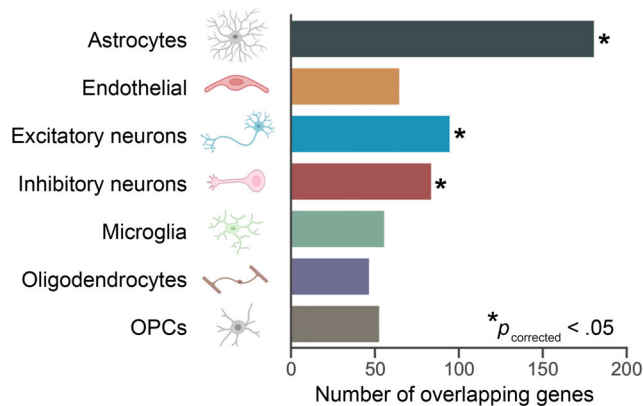 Astrocytes
*
Endothelial
Excitatory neurons
*
Inhibitory neurons
*
Microglia
Oligodendrocytes
OPCs
*p corrected < .05
0 50 100 150 200
Number of overlapping genes